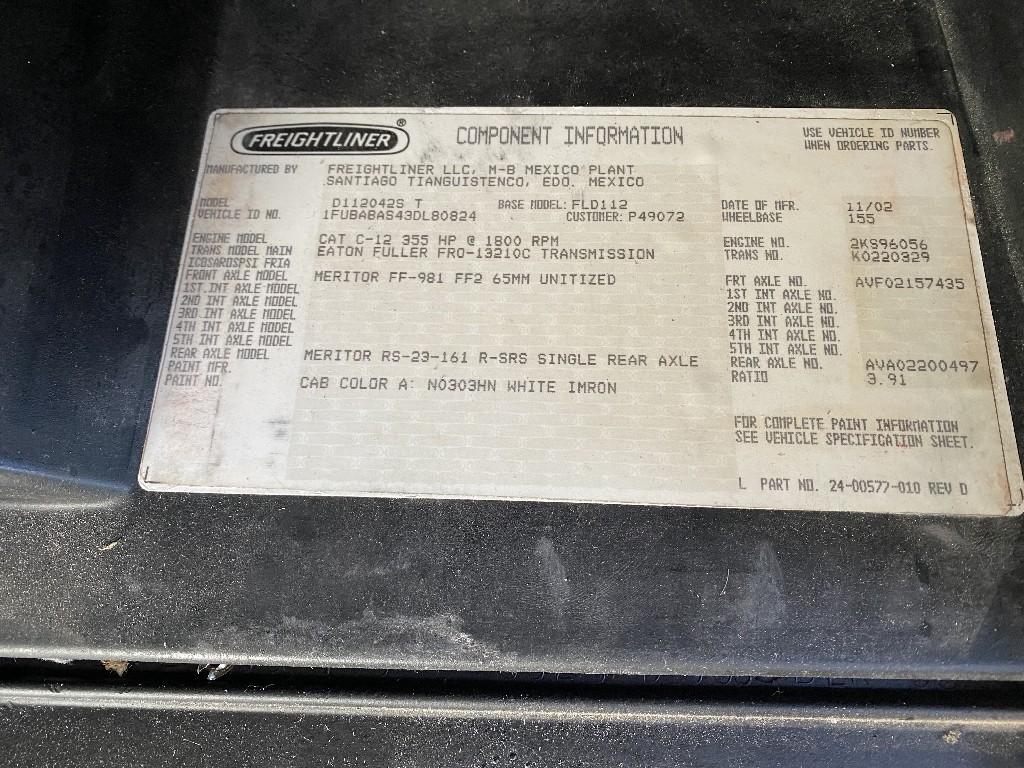 FREIGHTLINER®
COMPONENT INFORMATION
USE VEHICLE ID NUMBER
WHEN ORDERING PARTS.
MANUFACTURED BY FREIGHTLINER LLC, M-B MEXICO PLANT
SANTIAGO TIANGUISTENCO, EDO. MEXICO
MODEL D112042S T BASE MODEL: FLD112 DATE OF MFR. 11/02
VEHICLE ID NO. 1FUBABAS43DL80824 CUSTOMER: P49072 WHEELBASE 155
ENGINE MODEL CAT C-12 355 HP @ 1800 RPM ENGINE NO. 2KS96056
TRANS MODEL MAIN EATON FULLER FRO-13210C TRANSMISSION TRANS NO. K0220329
ICOSAROSPSI FRIA
FRONT AXLE MODEL MERITOR FF-981 FF2 65MM UNITIZED FRT AXLE NO. AVF02157435
1ST.INT AXLE MODEL 1ST INT AXLE NO.
2ND INT AXLE MODEL 2ND INT AXLE NO.
3RD.INT AXLE MODEL 3RD INT AXLE NO.
4TH INT AXLE MODEL 4TH INT AXLE NO.
5TH INT AXLE MODEL 5TH INT AXLE NO.
REAR AXLE MODEL MERITOR RS-23-161 R-SRS SINGLE REAR AXLE REAR AXLE NO. AVA02200497
PAINT MFR. RATIO 3.91
PAINT NO. CAB COLOR A: N0303HN WHITE IMRON
FOR COMPLETE PAINT INFORMATION
SEE VEHICLE SPECIFICATION SHEET.
L PART NO. 24-00577-010 REV D